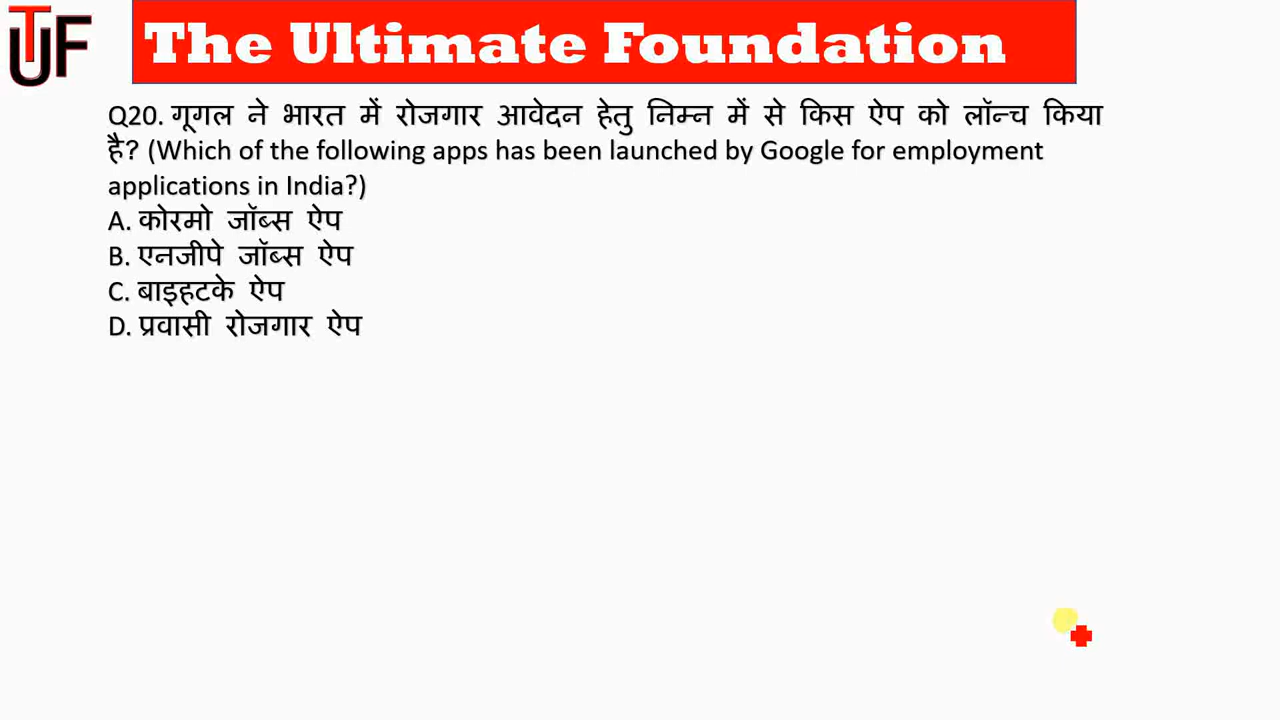 TUF
The Ultimate Foundation
Q20. गूगल ने भारत में रोजगार आवेदन हेतु निम्न में से किस ऐप को लॉन्च किया
है? (Which of the following apps has been launched by Google for employment
applications in India?)
A. कोरमो जॉब्स ऐप
B. एनजीपे जॉब्स ऐप
C. बाइहटके ऐप
D. प्रवासी रोजगार ऐप